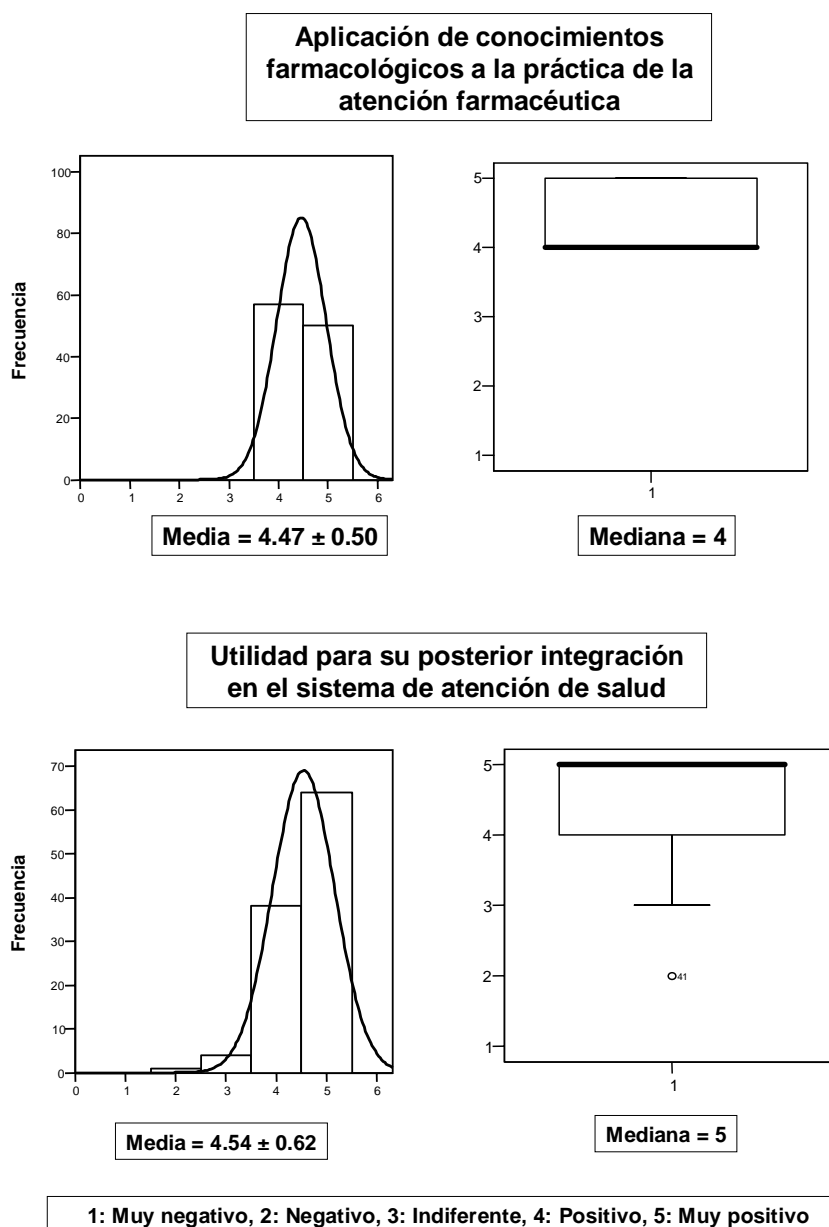 Aplicación de conocimientos
farmacológicos a la práctica de la
atención farmacéutica
Frecuencia
100
80
60
40
20
0
0 1 2 3 4 5 6
Media = 4.47 ± 0.50
5
4
3
2
1
1
Mediana = 4
Utilidad para su posterior integración
en el sistema de atención de salud
Frecuencia
70
60
50
40
30
20
10
0
0 1 2 3 4 5 6
Media = 4.54 ± 0.62
5
4
3
2
41
1
1
Mediana = 5
1: Muy negativo, 2: Negativo, 3: Indiferente, 4: Positivo, 5: Muy positivo